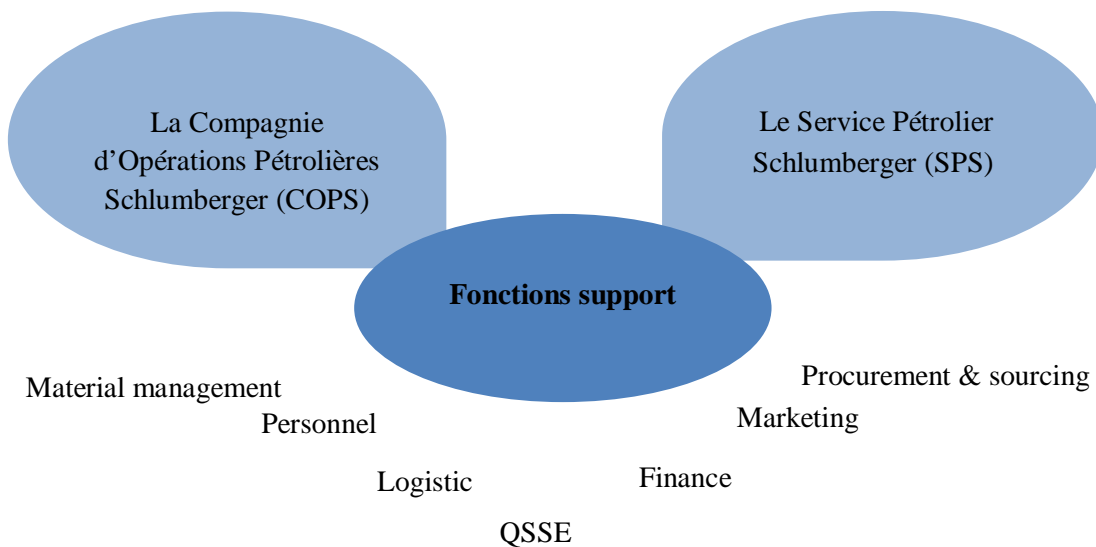 La Compagnie
d’Opérations Pétrolières
Schlumberger (COPS)
Le Service Pétrolier
Schlumberger (SPS)
Fonctions support
Material management
Personnel
Logistic
QSSE
Finance
Marketing
Procurement & sourcing